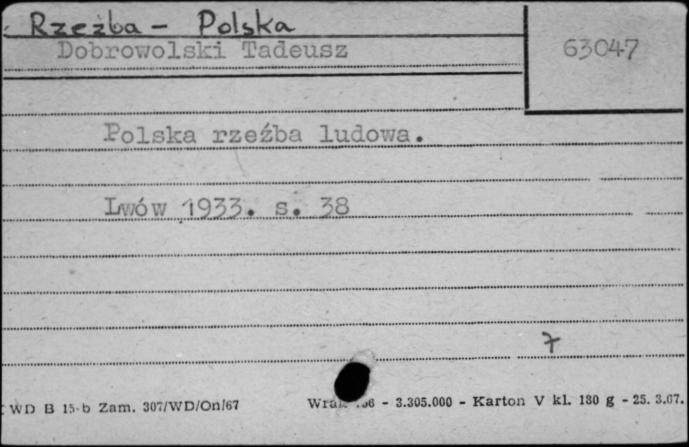 Rzeźba - Polska
Dobrowolski Tadeusz
63047
Polska rzeźba ludowa.
Lwów 1933. s. 38
7
WD B 15-b Zam. 307/WD/On/67
- 3.305.000 - Karton V kl. 180 g - 25. 3.67.